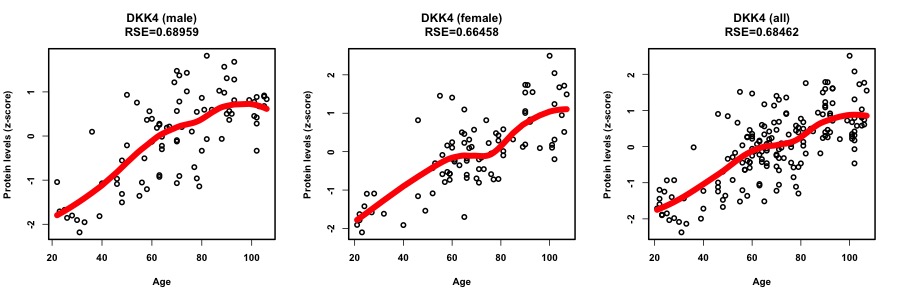 DKK4 (male)
RSE=0.68959
Protein levels (z-score)
1
0
-1
-2
20 40 60 80 100
Age
DKK4 (female)
RSE=0.66458
Protein levels (z-score)
2
1
0
-1
-2
20 40 60 80 100
Age
DKK4 (all)
RSE=0.68462
Protein levels (z-score)
2
1
0
-1
-2
20 40 60 80 100
Age